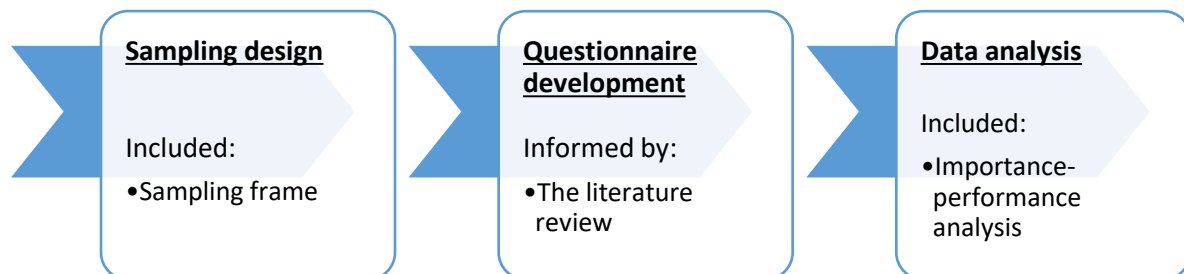 Sampling design
Included:
•Sampling frame
Questionnaire
development
Informed by:
•The literature
review
Data analysis
Included:
•Importance-
performance
analysis